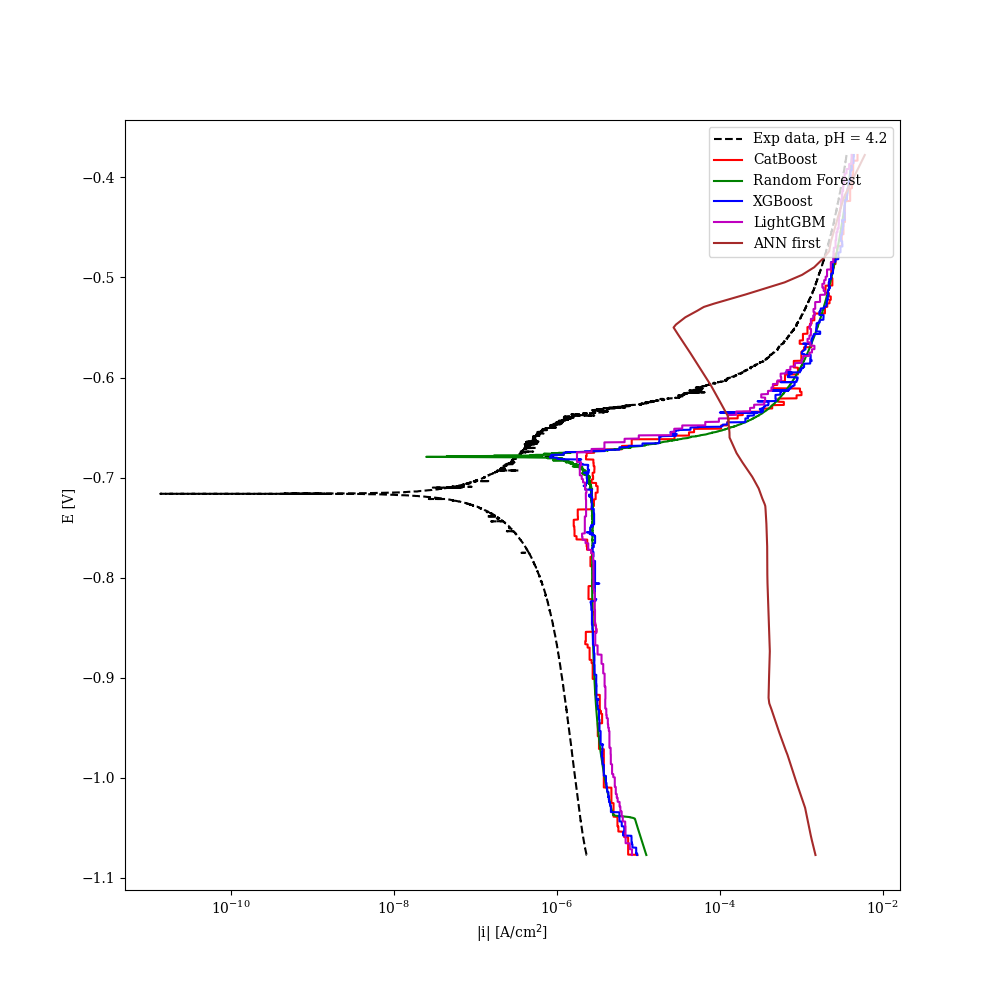 Exp data, pH = 4.2
CatBoost
Random Forest
XGBoost
LightGBM
ANN first
E [V]
−0.4
−0.5
−0.6
−0.7
−0.8
−0.9
−1.0
−1.1
10⁻¹⁰ 10⁻⁸ 10⁻⁶ 10⁻⁴ 10⁻²
|i| [A/cm²]